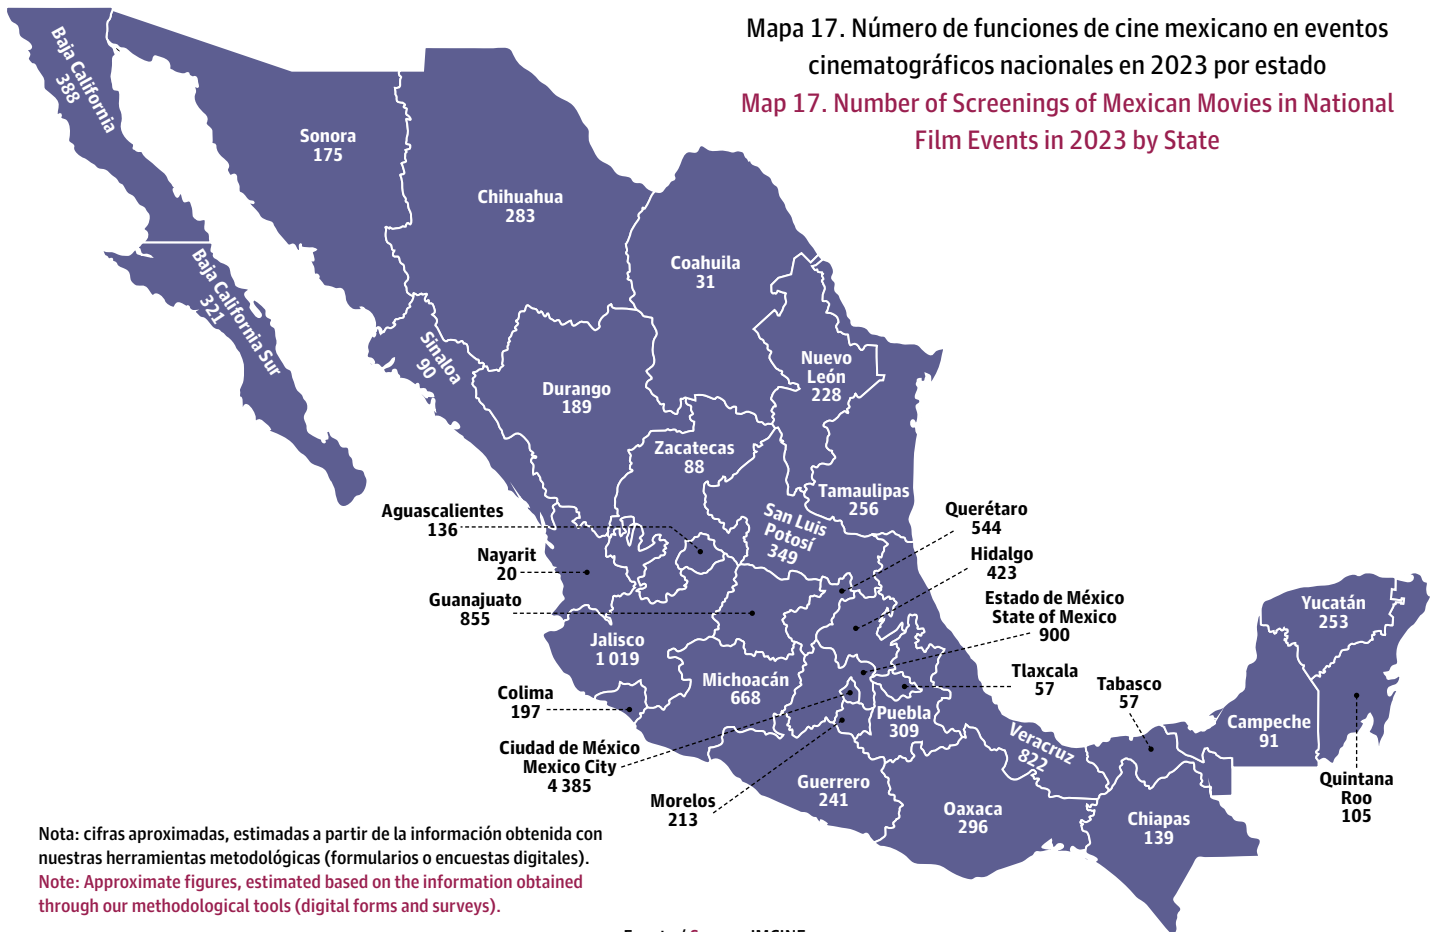 Mapa 17. Número de funciones de cine mexicano en eventos
cinematográficos nacionales en 2023 por estado
Map 17. Number of Screenings of Mexican Movies in National
Film Events in 2023 by State
Baja California
388
Sonora
175
Chihuahua
283
Coahuila
31
Baja California Sur
321
Sinaloa
90
Durango
189
Nuevo
León
228
Zacatecas
88
Tamaulipas
256
San Luis
Potosí
349
Aguascalientes
136
Nayarit
20
Guanajuato
855
Querétaro
544
Hidalgo
423
Estado de México
State of Mexico
900
Jalisco
1 019
Michoacán
668
Colima
197
Ciudad de México
Mexico City
4 385
Morelos
213
Tlaxcala
57
Puebla
309
Tabasco
57
Veracruz
822
Guerrero
241
Oaxaca
296
Chiapas
139
Yucatán
253
Campeche
91
Quintana
Roo
105
Nota: cifras aproximadas, estimadas a partir de la información obtenida con
nuestras herramientas metodológicas (formularios o encuestas digitales).
Note: Approximate figures, estimated based on the information obtained
through our methodological tools (digital forms and surveys).